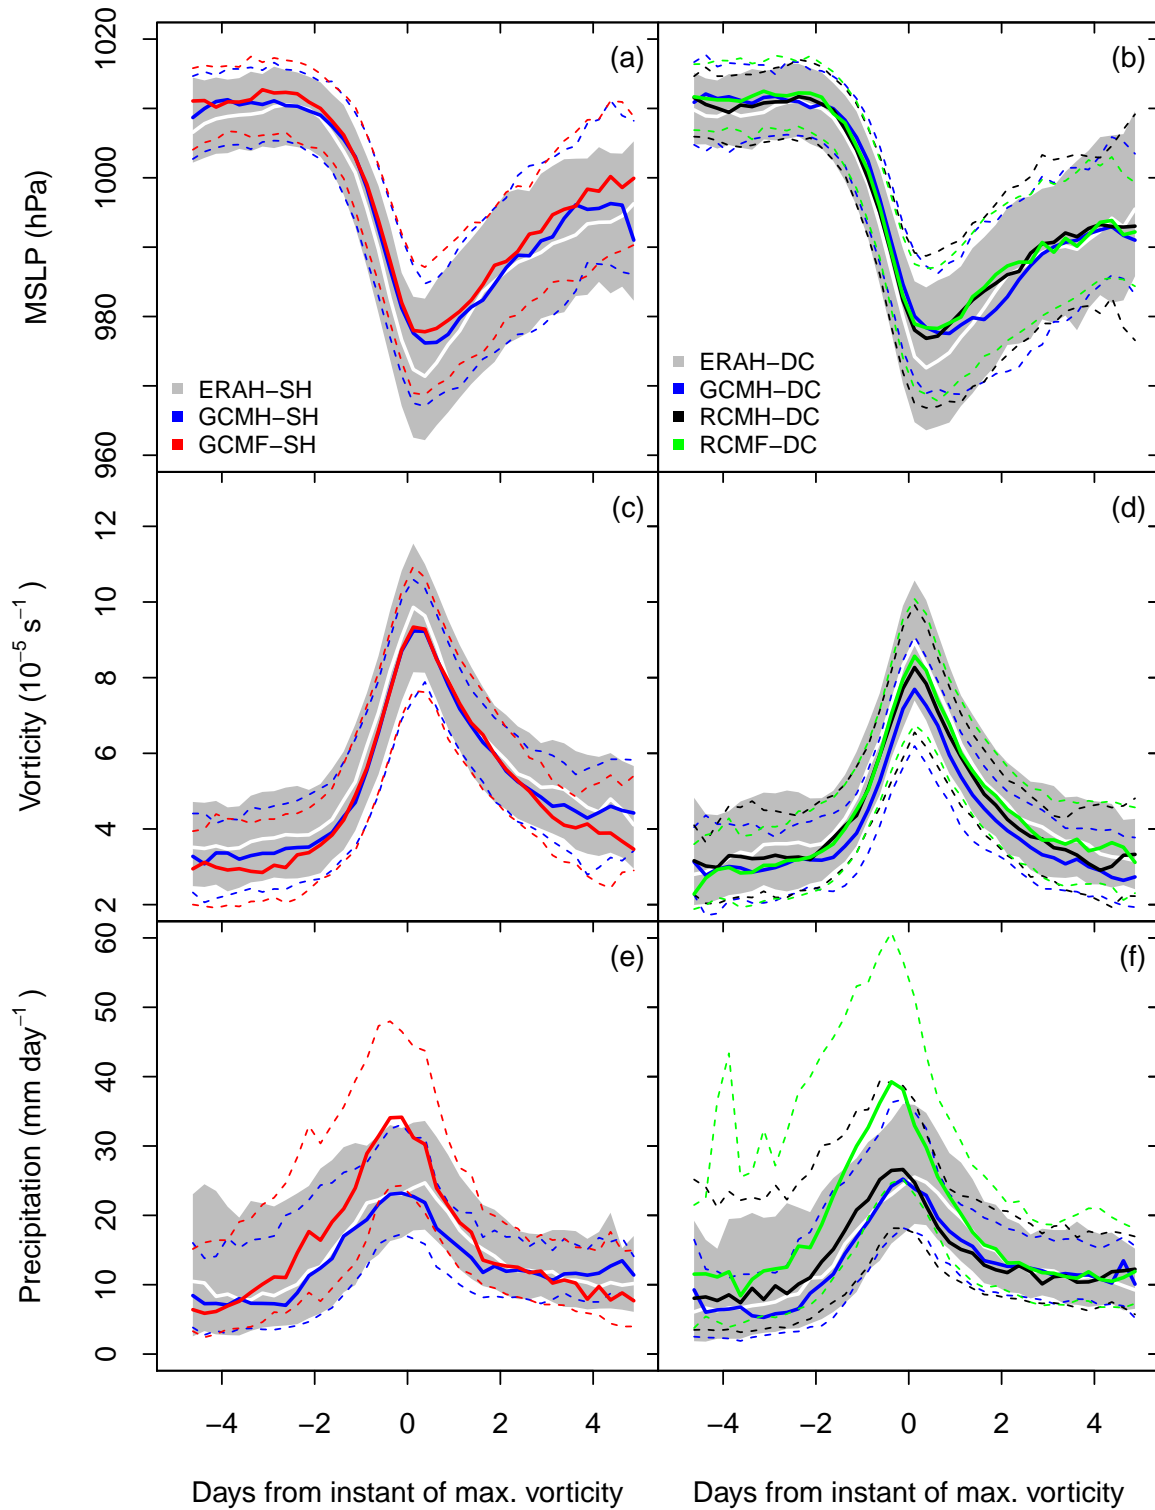 MSLP (hPa)
1020
1000
980
960
(a)
ERAH−SH
GCMH−SH
GCMF−SH
(b)
ERAH−DC
GCMH−DC
RCMH−DC
RCMF−DC
Vorticity (10⁻⁵ s⁻¹ )
12
10
8
6
4
2
(c)
(d)
Precipitation (mm day⁻¹ )
60
50
40
30
20
10
0
(e)
(f)
−4 −2 0 2 4
−4 −2 0 2 4
Days from instant of max. vorticity
Days from instant of max. vorticity